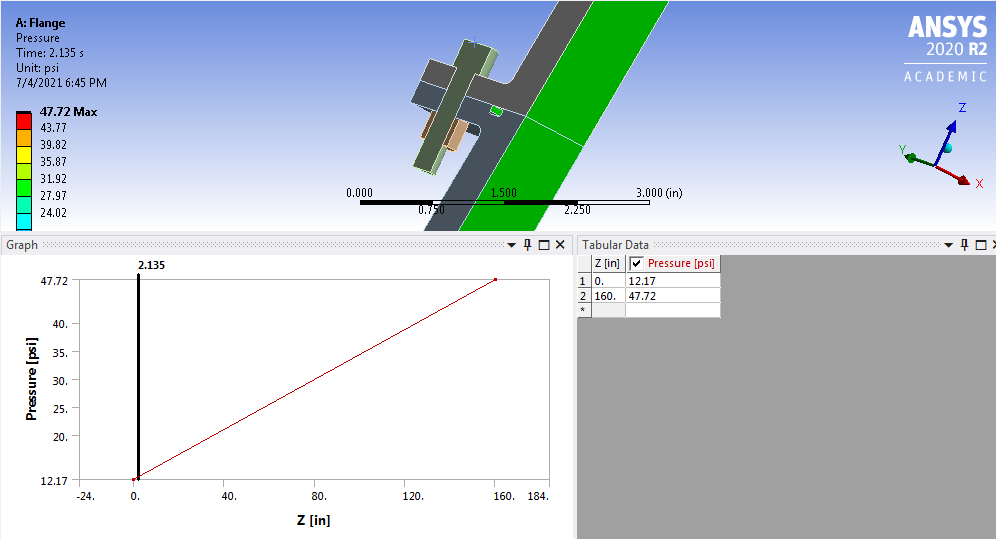 A: Flange
Pressure
Time: 2.135 s
Unit: psi
7/4/2021 6:45 PM
47.72 Max
43.77
39.82
35.87
31.92
27.97
24.02
ANSYS
2020 R2
ACADEMIC
Z
Y
X
0.000 1.500 3.000 (in)
0.750 2.250
Graph
2.135
47.72
40.
35.
30.
25.
20.
12.17
Pressure [psi]
-24. 0. 40. 80. 120. 160. 184.
Z [in]
Tabular Data
Z [in] Pressure [psi]
1 0. 12.17
2 160. 47.72
*